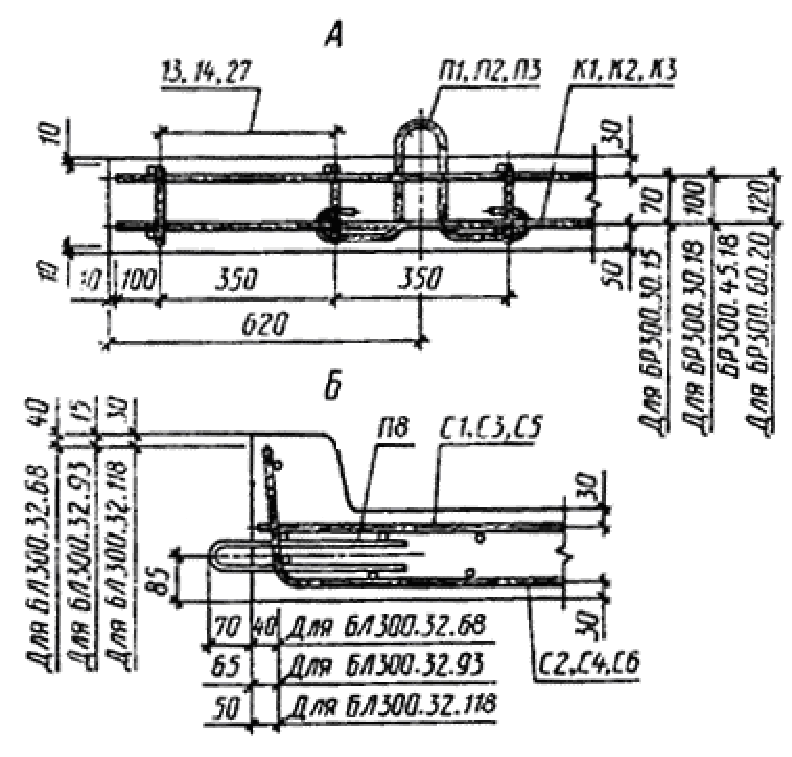 А
13, 14, 27
П1, П2, П3
К1, К2, К3
10
30
70
100
120
50
10
10
100
350
350
620
Для БР300.30.15
Для БР300.30.18
БР300.45.18
Для БР300.60.20
Б
40
15
30
П8
С1, С3, С5
30
Для БЛ300.32.68
Для БЛ300.32.93
Для БЛ300.32.118
85
30
70
40
Для БЛ300.32.68
65
Для БЛ300.32.93
50
Для БЛ300.32.118
С2, С4, С6